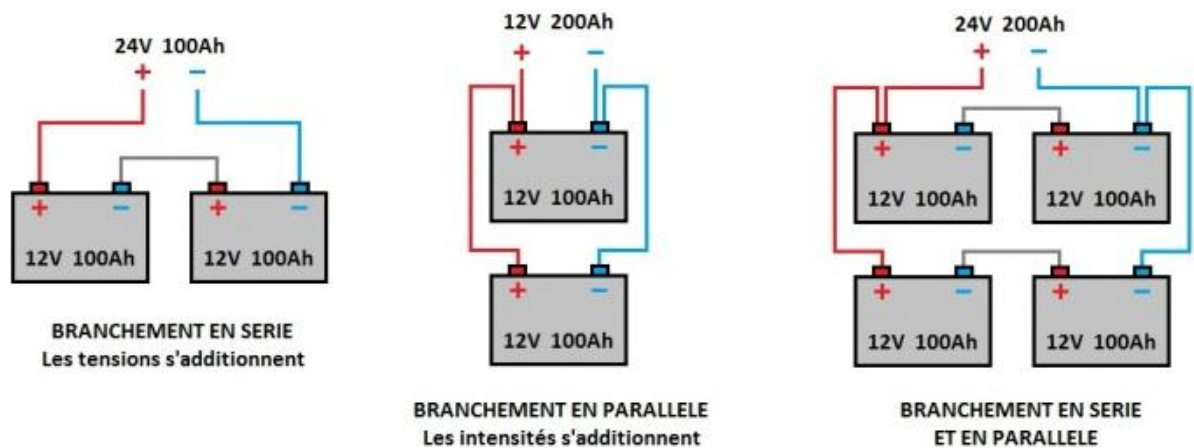 24V 100Ah
+ −
+ − + −
12V 100Ah 12V 100Ah
BRANCHEMENT EN SERIE
Les tensions s'additionnent
12V 200Ah
+ −
+ −
12V 100Ah
+ −
12V 100Ah
BRANCHEMENT EN PARALLELE
Les intensités s'additionnent
24V 200Ah
+ −
+ − + −
12V 100Ah 12V 100Ah
+ − + −
12V 100Ah 12V 100Ah
BRANCHEMENT EN SERIE
ET EN PARALLELE